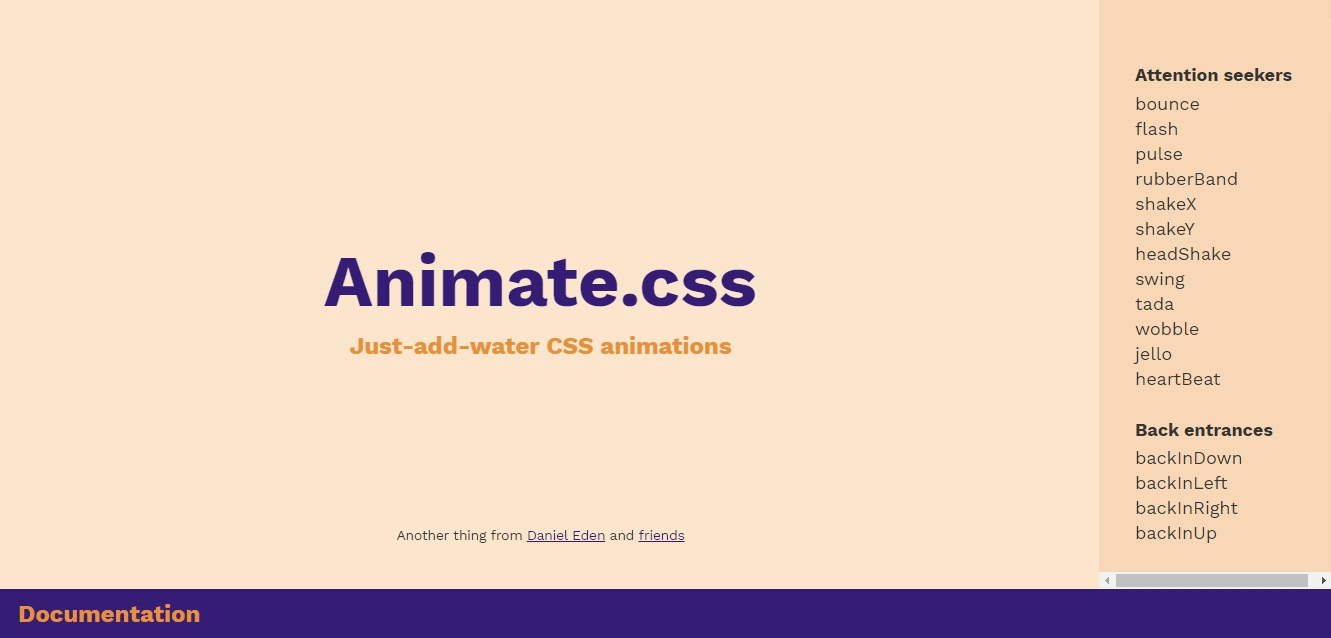 Animate.css
Just-add-water CSS animations
Another thing from Daniel Eden and friends
Attention seekers
bounce
flash
pulse
rubberBand
shakeX
shakeY
headShake
swing
tada
wobble
jello
heartBeat
Back entrances
backInDown
backInLeft
backInRight
backInUp
Documentation